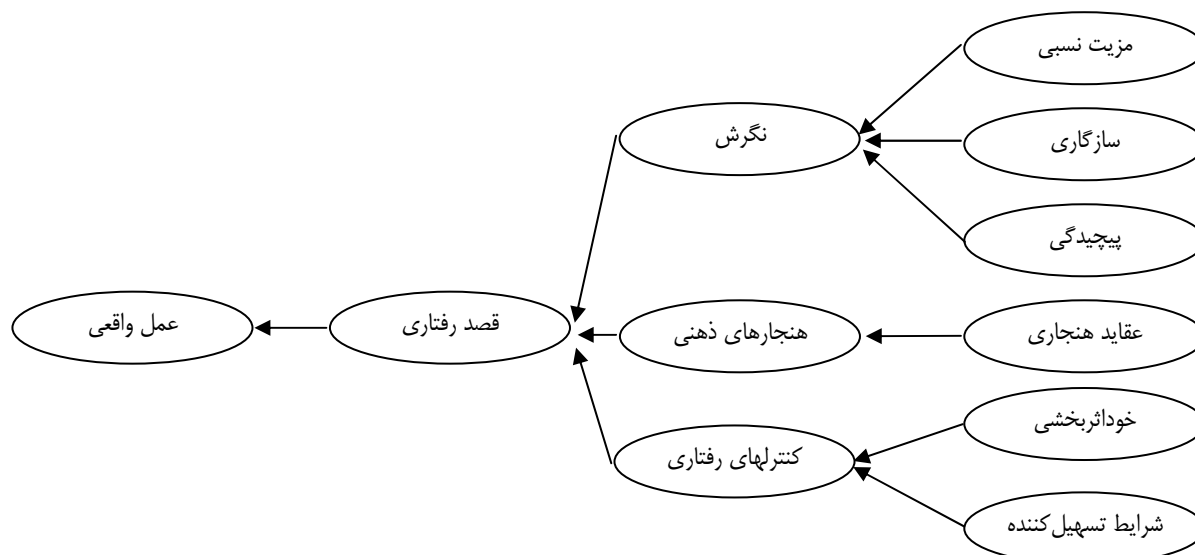 مزیت نسبی
سازگاری
پیچیدگی
نگرش
عقاید هنجاری
هنجارهای ذهنی
قصد رفتاری
عمل واقعی
خوداثربخشی
کنترلهای رفتاری
شرایط تسهیل‌کننده